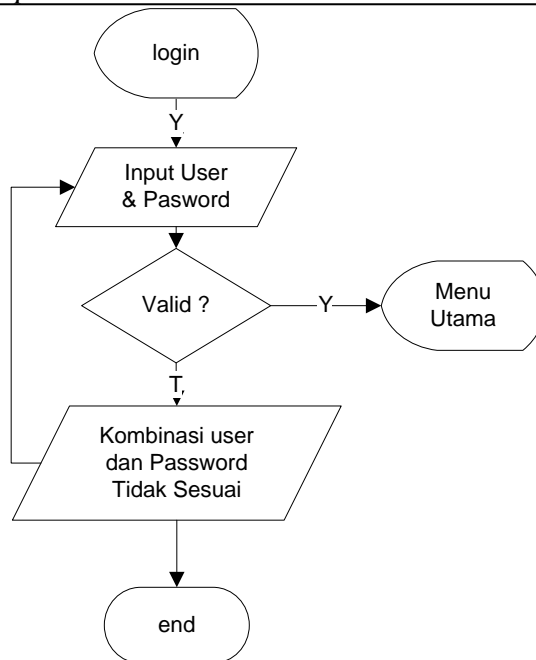 login
Y
Input User
& Pasword
Valid ?
Y
Menu
Utama
T
Kombinasi user
dan Password
Tidak Sesuai
end